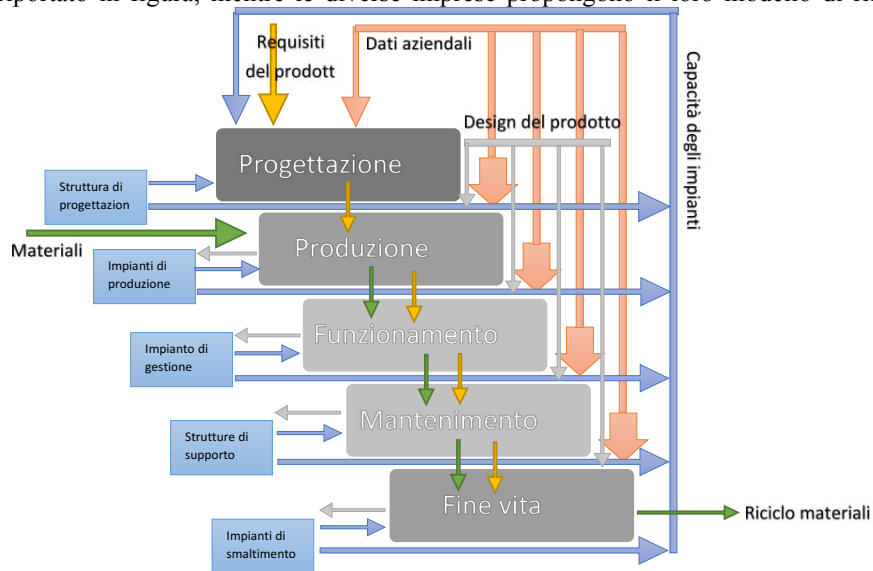 Requisiti
del prodott
Dati aziendali
Capacità degli impianti
Design del prodotto
Progettazione
Struttura di
progettazion
Materiali
Produzione
Impianti di
produzione
Funzionamento
Impianto di
gestione
Mantenimento
Strutture di
supporto
Fine vita
Riciclo materiali
Impianti di
smaltimento